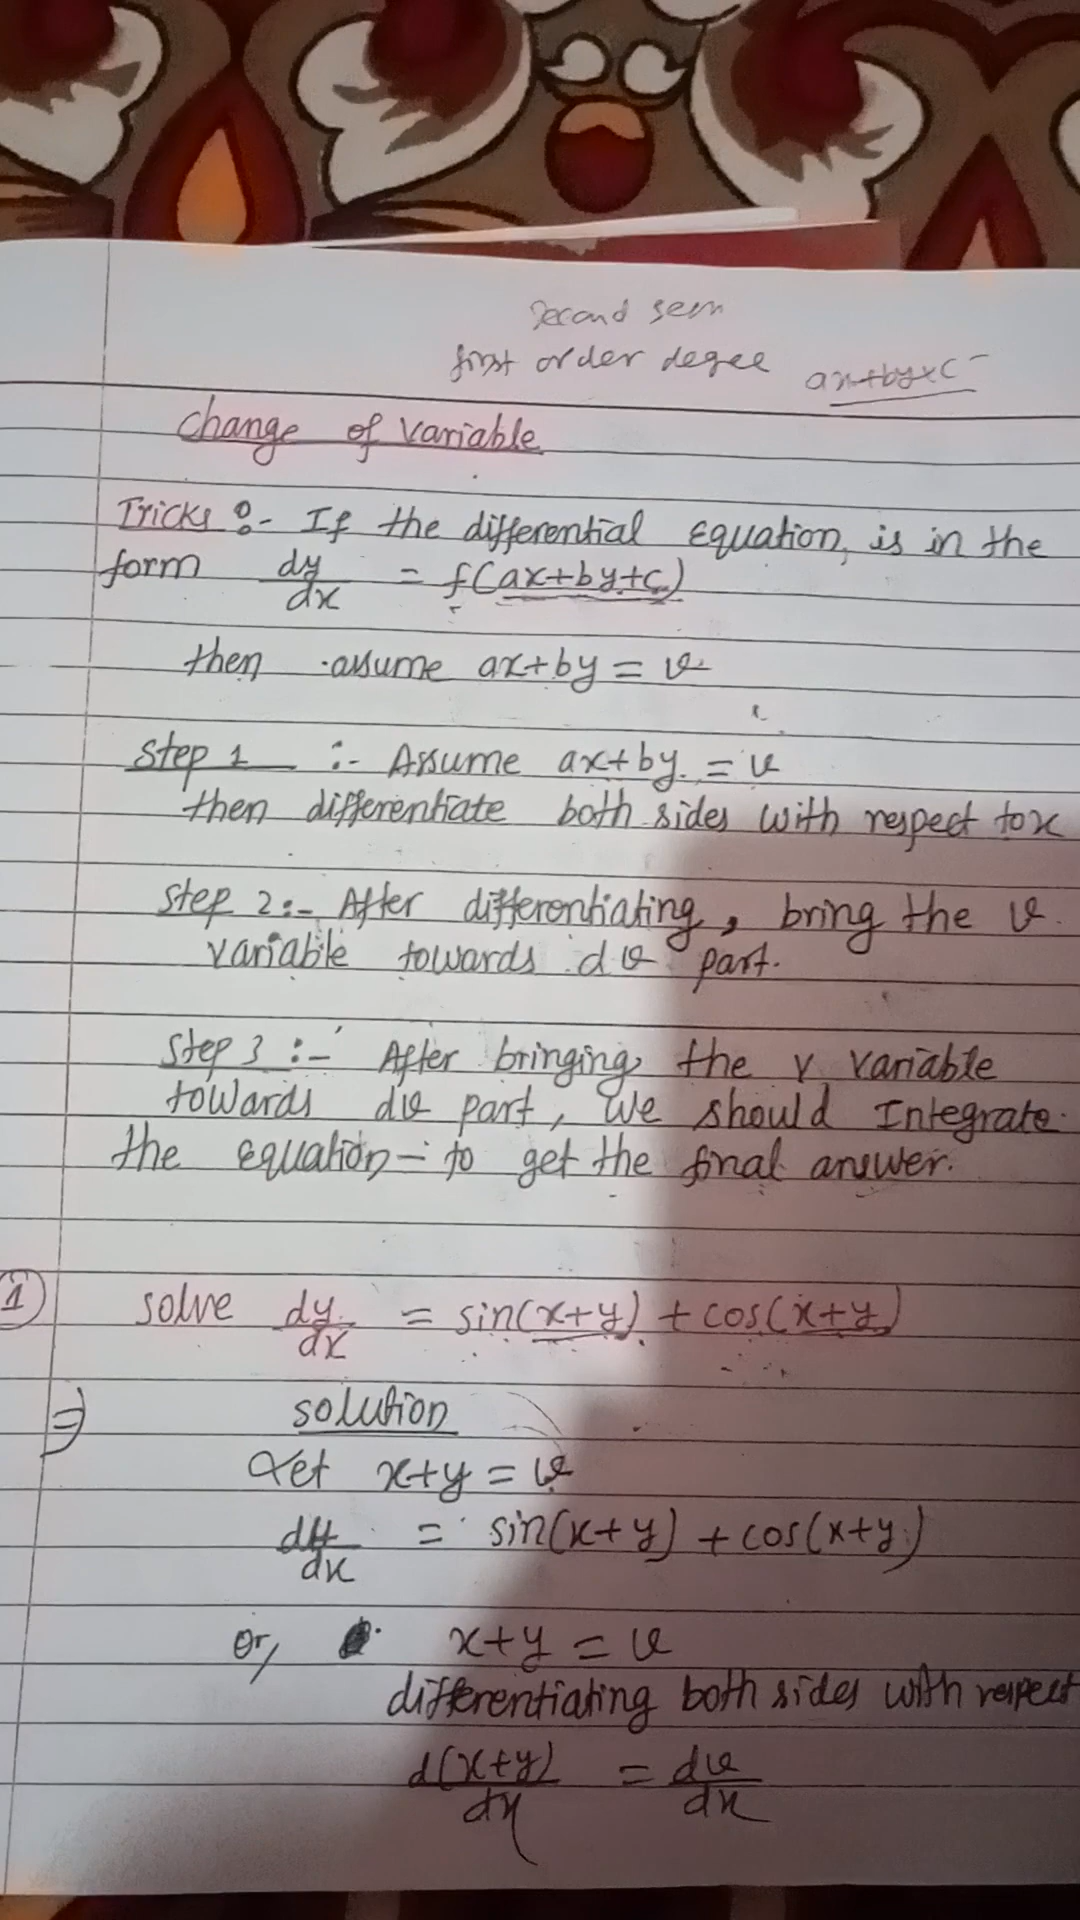 Second sem
first order degee ax+by+c
Change of variable
Tricks :- If the differential Equation, is in the
form dy/dx = f(ax+by+c)
then assume ax+by = v
Step 1 :- Assume ax+by = v
then differentiate both sides with respect to x
Step 2:- After differentiating, bring the v
variable towards dv part.
Step 3 :- After bringing the v variable
towards dv part, We should Integrate
the equation - to get the final answer.
1 solve dy/dx = sin(x+y) + cos(x+y)
⇒ solution
Let x+y = v
dy/dx = sin(x+y) + cos(x+y)
or, x+y = v
differentiating both sides with respect
d(x+y)/dx = dv/dx